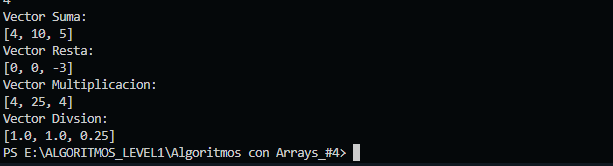 4
Vector Suma:
[4, 10, 5]
Vector Resta:
[0, 0, -3]
Vector Multiplicacion:
[4, 25, 4]
Vector Divsion:
[1.0, 1.0, 0.25]
PS E:\ALGORITMOS_LEVEL1\Algoritmos con Arrays_#4>